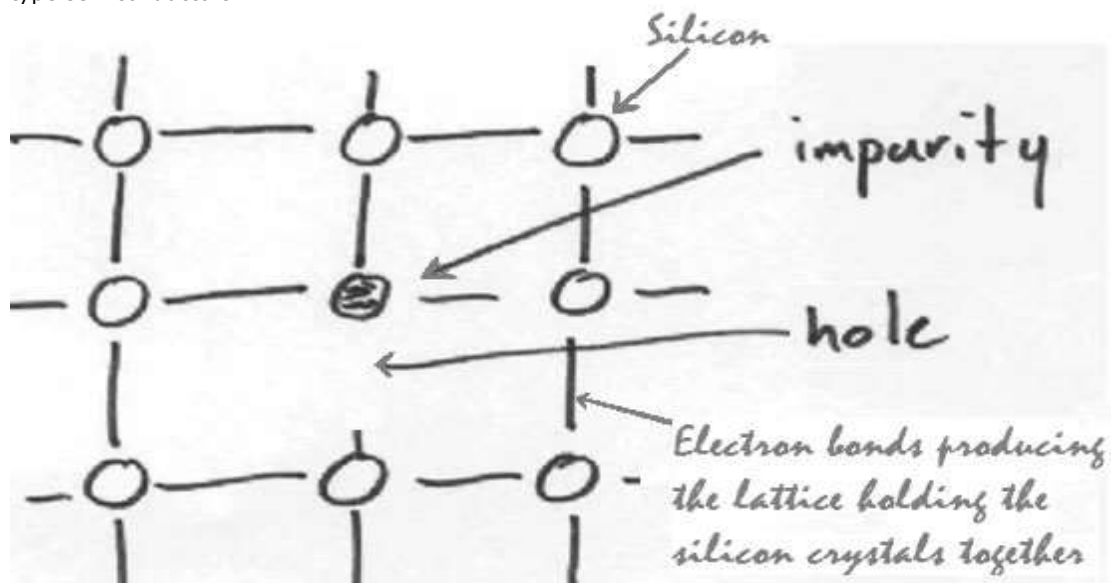 Silicon
impurity
hole
Electron bonds producing
the lattice holding the
silicon crystals together